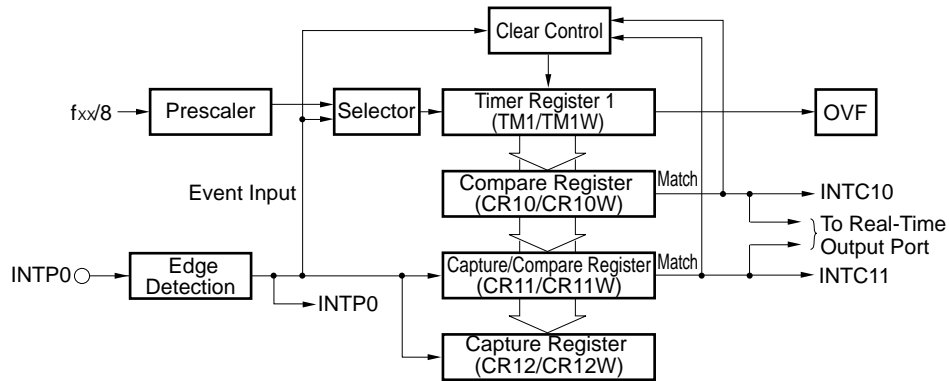 Clear Control
fxx/8
Prescaler
Selector
Timer Register 1
(TM1/TM1W)
OVF
Event Input
Compare Register
(CR10/CR10W)
Match
INTC10
To Real-Time
Output Port
INTP0
Edge
Detection
INTP0
Capture/Compare Register
(CR11/CR11W)
Match
INTC11
Capture Register
(CR12/CR12W)